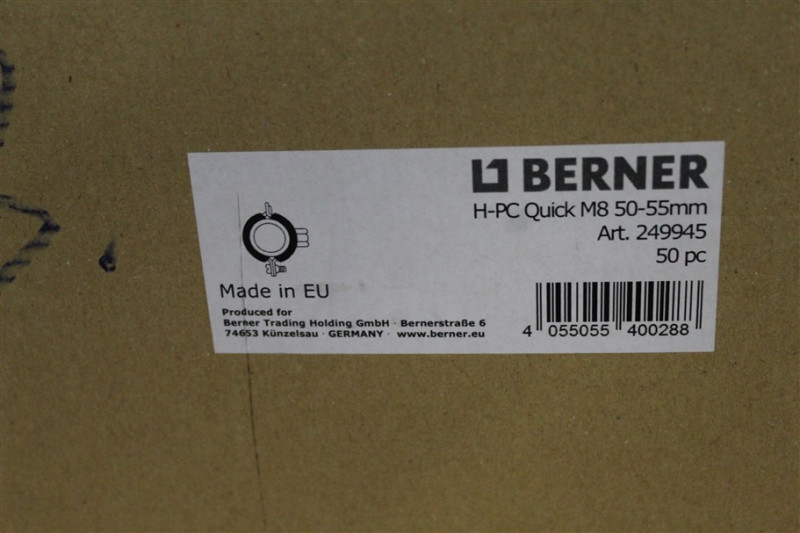 BERNER
H-PC Quick M8 50-55mm
Art. 249945
50 pc
Made in EU
Produced for
Berner Trading Holding GmbH · Bernerstraße 6
74653 Künzelsau · GERMANY · www.berner.eu
4 055055 400288